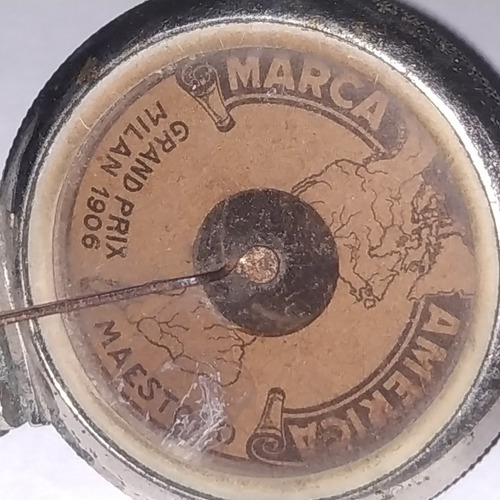 MARCA
AMERICA
GRAND PRIX
MILAN 1906